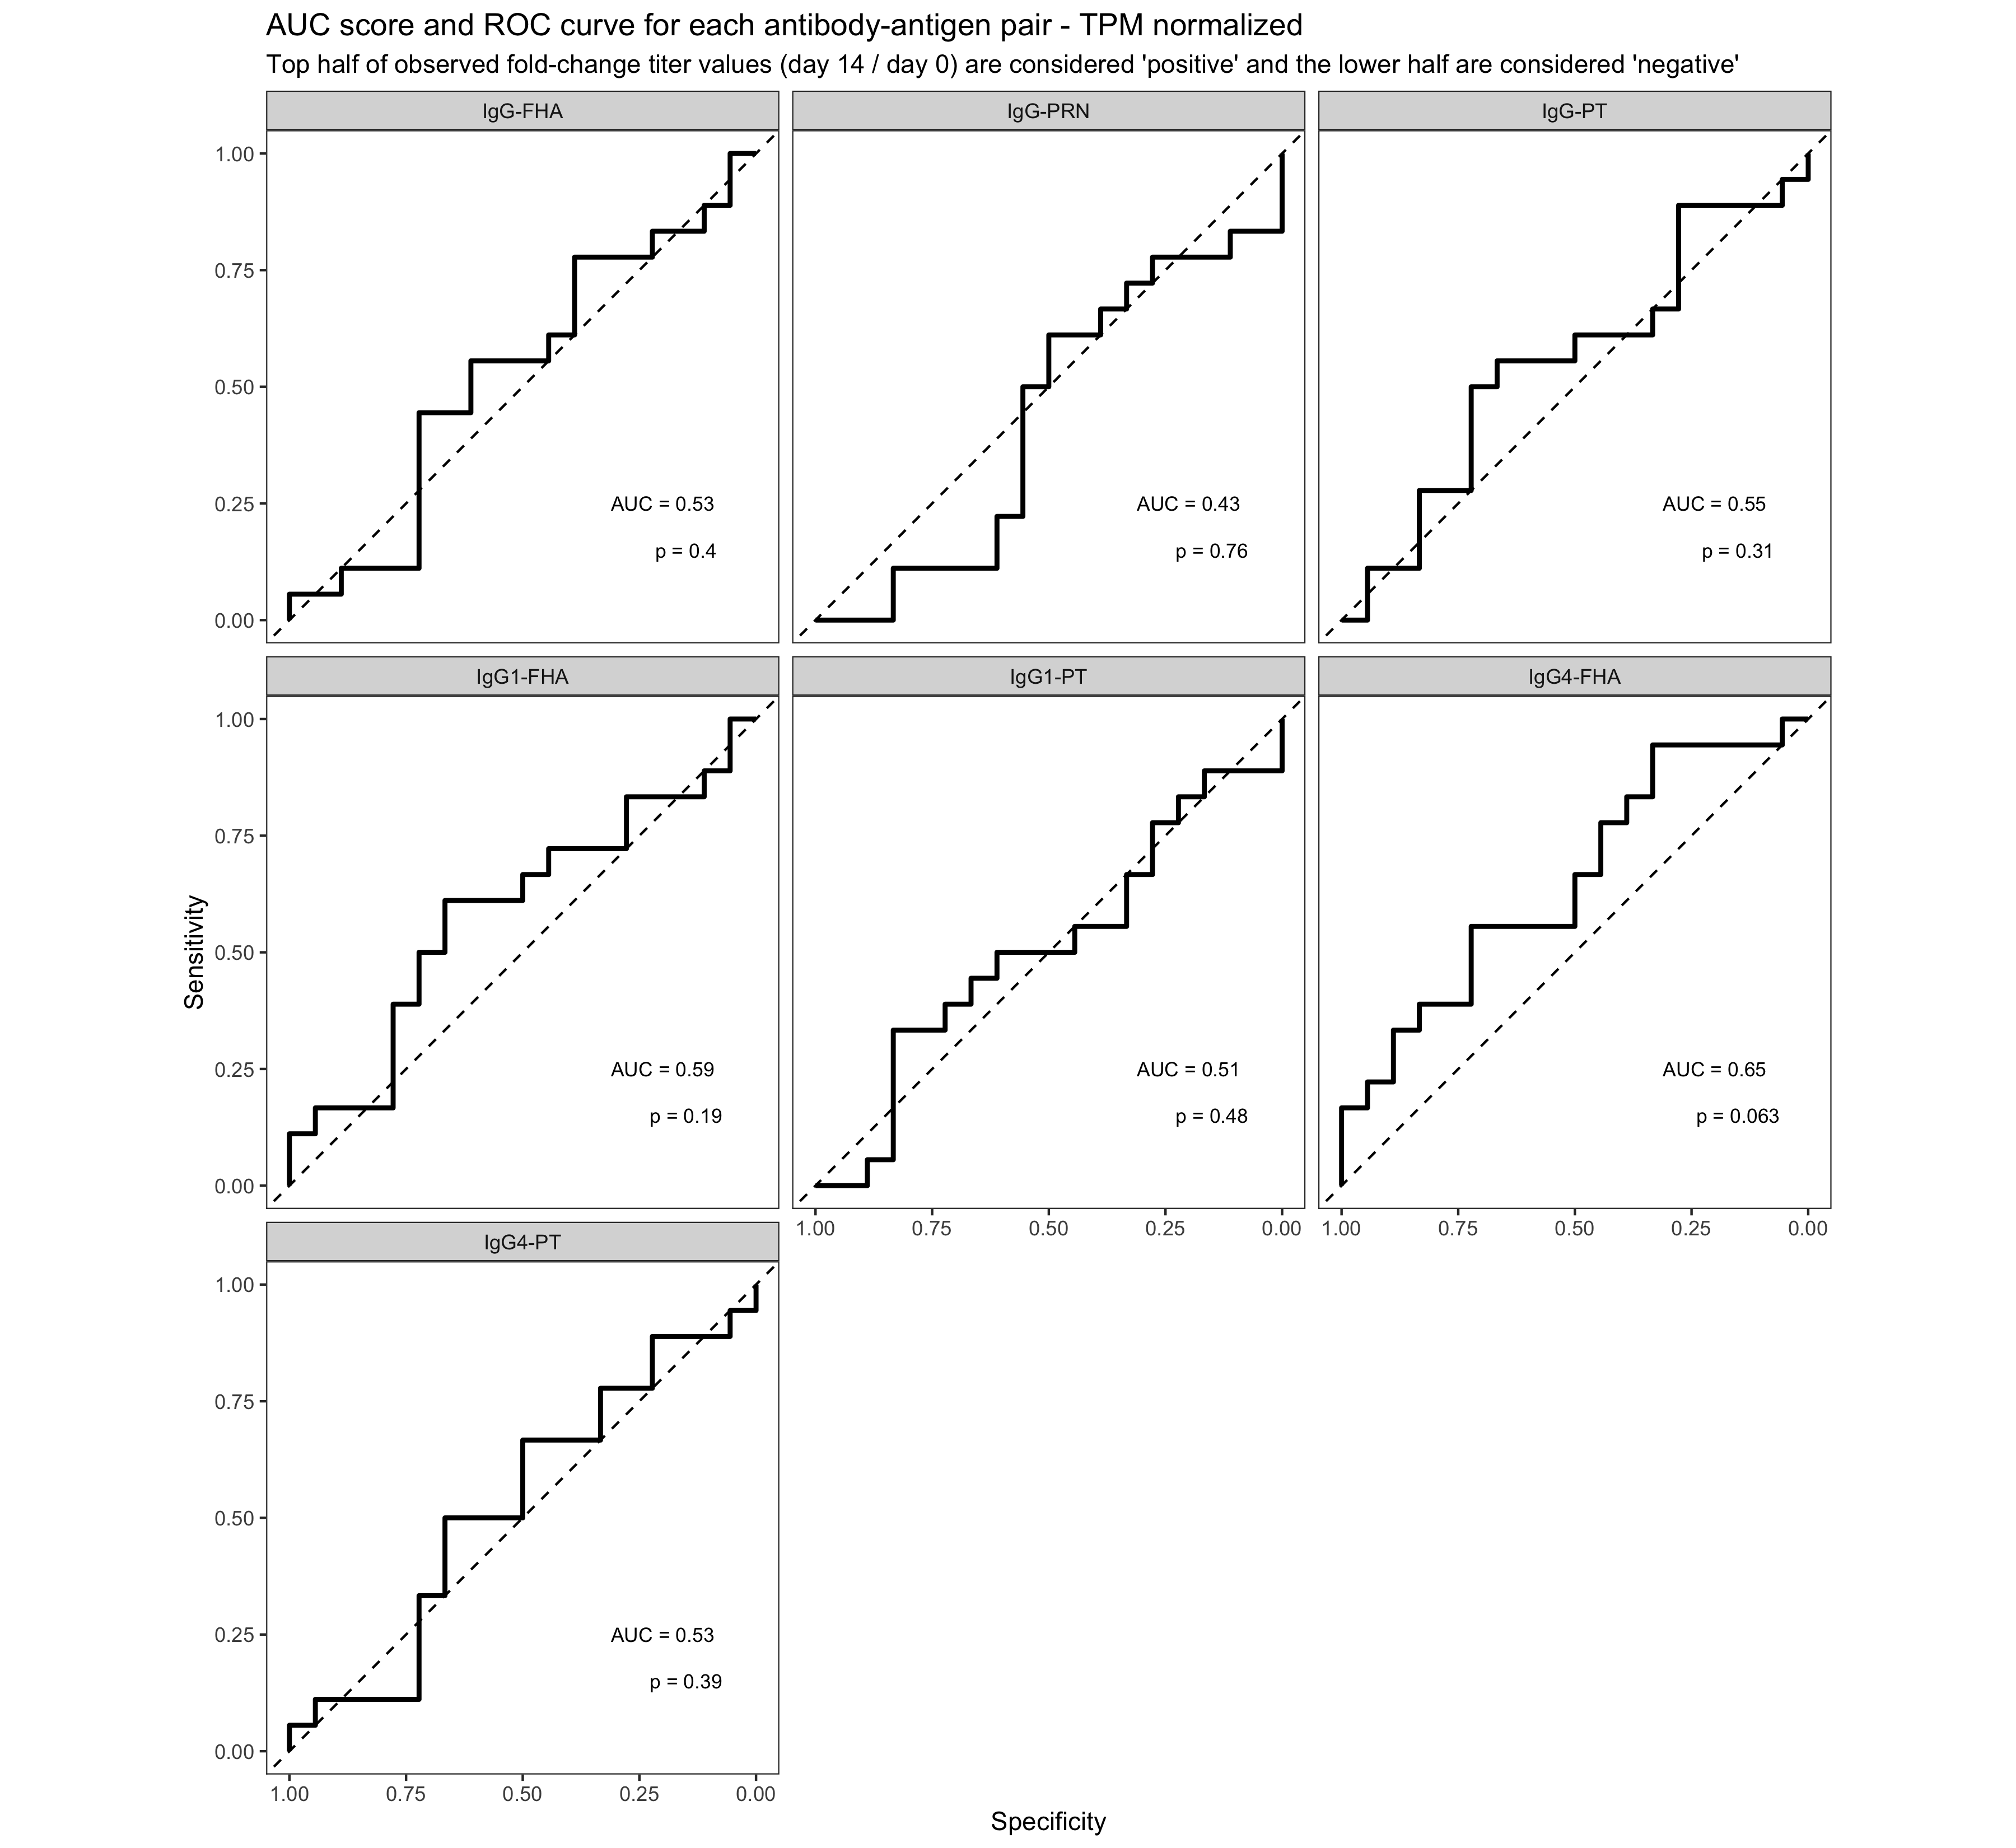 AUC score and ROC curve for each antibody-antigen pair - TPM normalized
Top half of observed fold-change titer values (day 14 / day 0) are considered 'positive' and the lower half are considered 'negative'
IgG-FHA
IgG-PRN
IgG-PT
1.00
0.75
0.50
0.25
0.00
AUC = 0.53
p = 0.4
AUC = 0.43
p = 0.76
AUC = 0.55
p = 0.31
IgG1-FHA
IgG1-PT
IgG4-FHA
1.00
0.75
0.50
0.25
0.00
AUC = 0.59
p = 0.19
AUC = 0.51
p = 0.48
AUC = 0.65
p = 0.063
1.00 0.75 0.50 0.25 0.00
1.00 0.75 0.50 0.25 0.00
Sensitivity
IgG4-PT
1.00
0.75
0.50
0.25
0.00
AUC = 0.53
p = 0.39
1.00 0.75 0.50 0.25 0.00
Specificity